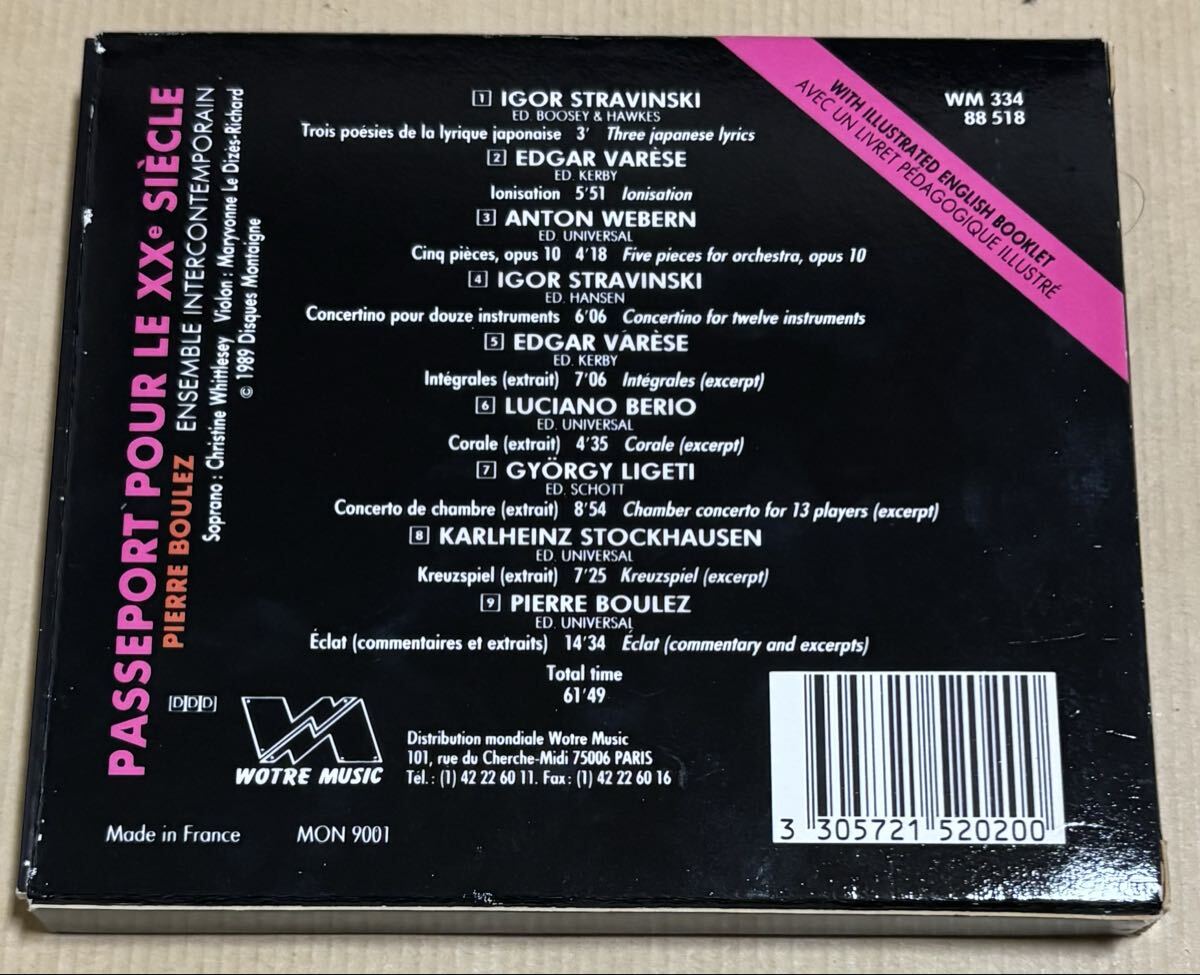 PASSEPORT POUR LE XXe SIÈCLE
PIERRE BOULEZ ENSEMBLE INTERCONTEMPORAIN
Soprano : Christine Whittlesey Violon : Maryvonne Le Dizès-Richard
© 1989 Disques Montaigne
1 IGOR STRAVINSKI
ED. BOOSEY & HAWKES
Trois poésies de la lyrique japonaise 3' Three japanese lyrics
2 EDGAR VARÈSE
ED. KERBY
Ionisation 5'51 Ionisation
3 ANTON WEBERN
ED. UNIVERSAL
Cinq pièces, opus 10 4'18 Five pieces for orchestra, opus 10
4 IGOR STRAVINSKI
ED. HANSEN
Concertino pour douze instruments 6'06 Concertino for twelve instruments
5 EDGAR VARÈSE
ED. KERBY
Intégrales (extrait) 7'06 Intégrales (excerpt)
6 LUCIANO BERIO
ED. UNIVERSAL
Corale (extrait) 4'35 Corale (excerpt)
7 GYÖRGY LIGETI
ED. SCHOTT
Concerto de chambre (extrait) 8'54 Chamber concerto for 13 players (excerpt)
8 KARLHEINZ STOCKHAUSEN
ED. UNIVERSAL
Kreuzspiel (extrait) 7'25 Kreuzspiel (excerpt)
9 PIERRE BOULEZ
ED. UNIVERSAL
Éclat (commentaires et extraits) 14'34 Éclat (commentary and excerpts)
Total time
61'49
WITH ILLUSTRATED ENGLISH BOOKLET
AVEC UN LIVRET PÉDAGOGIQUE ILLUSTRÉ
WM 334
88 518
DDD
WOTRE MUSIC
Distribution mondiale Wotre Music
101, rue du Cherche-Midi 75006 PARIS
Tél. : (1) 42 22 60 11. Fax : (1) 42 22 60 16
Made in France MON 9001
3 305721 520200